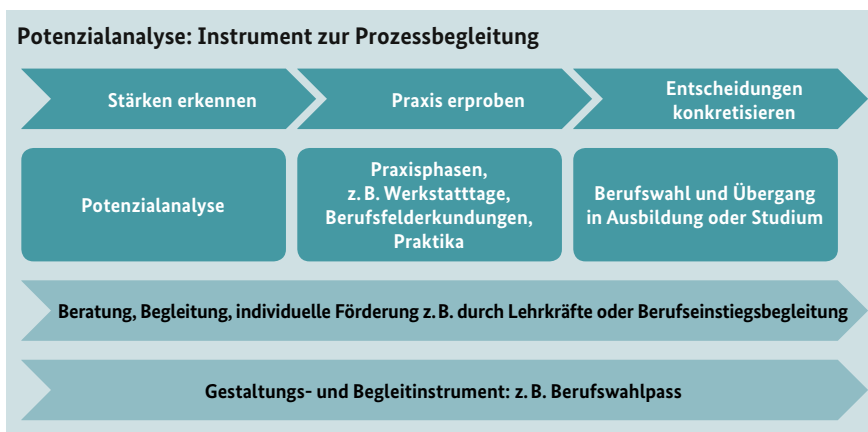 Potenzialanalyse: Instrument zur Prozessbegleitung
Stärken erkennen
Praxis erproben
Entscheidungen
konkretisieren
Potenzialanalyse
Praxisphasen,
z. B. Werkstatttage,
Berufsfelderkundungen,
Praktika
Berufswahl und Übergang
in Ausbildung oder Studium
Beratung, Begleitung, individuelle Förderung z. B. durch Lehrkräfte oder Berufseinstiegsbegleitung
Gestaltungs- und Begleitinstrument: z. B. Berufswahlpass